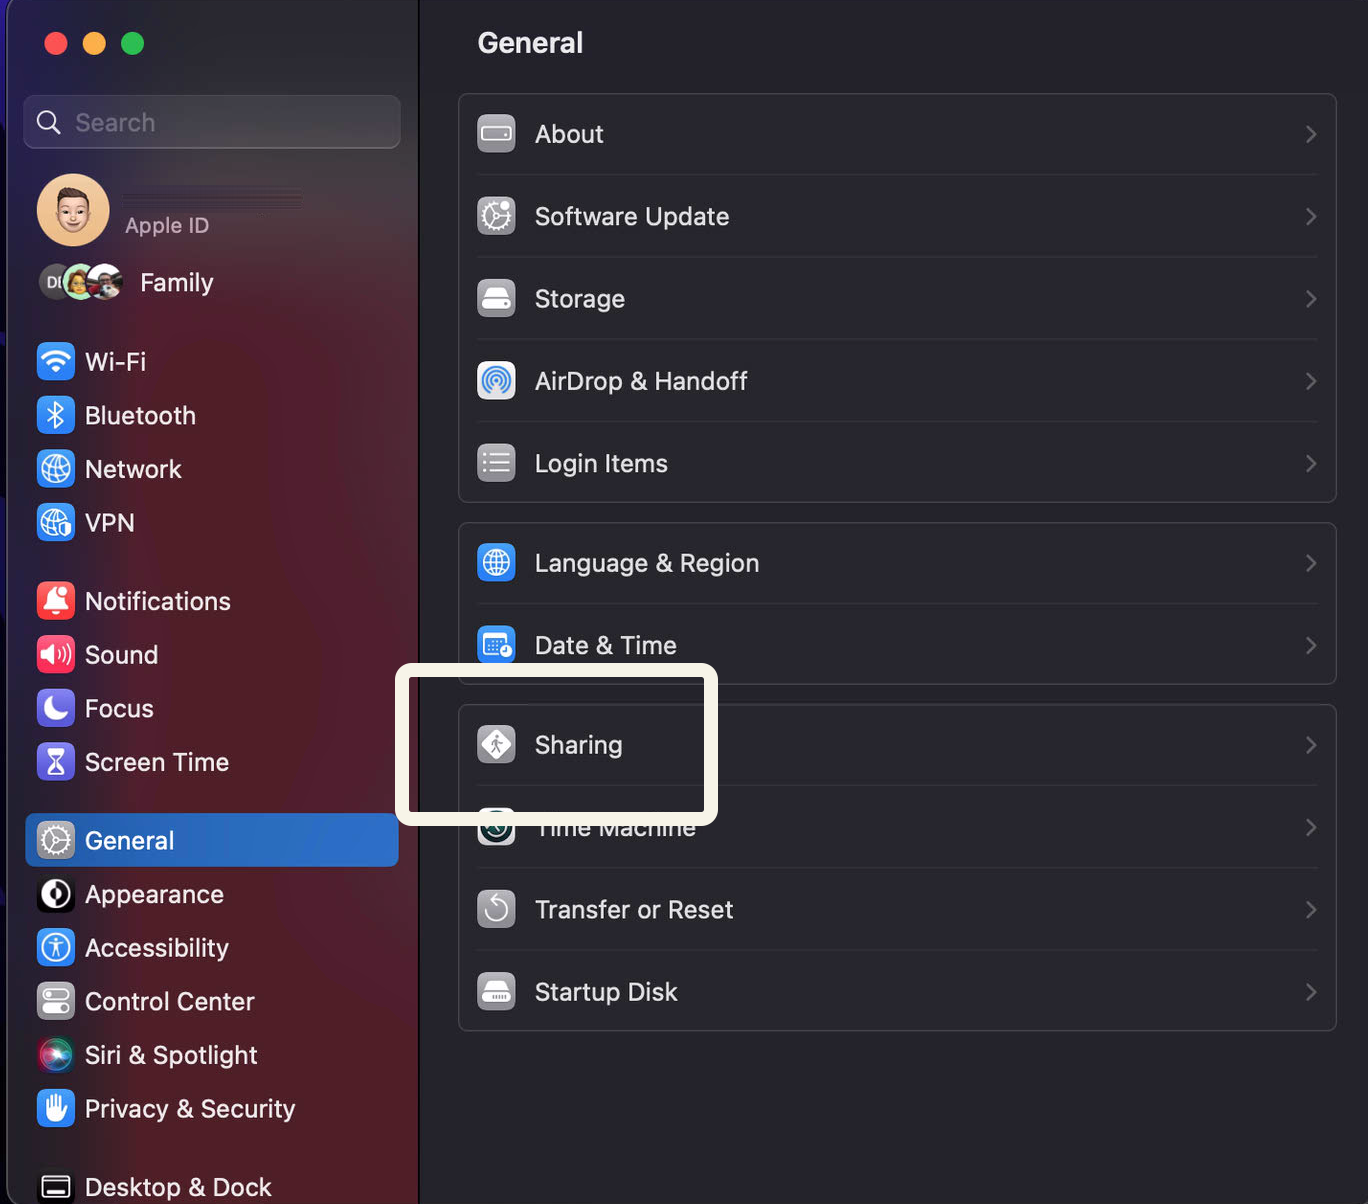 General
Search
Apple ID
Family
Wi-Fi
Bluetooth
Network
VPN
Notifications
Sound
Focus
Screen Time
General
Appearance
Accessibility
Control Center
Siri & Spotlight
Privacy & Security
Desktop & Dock
About
Software Update
Storage
AirDrop & Handoff
Login Items
Language & Region
Date & Time
Sharing
Time Machine
Transfer or Reset
Startup Disk